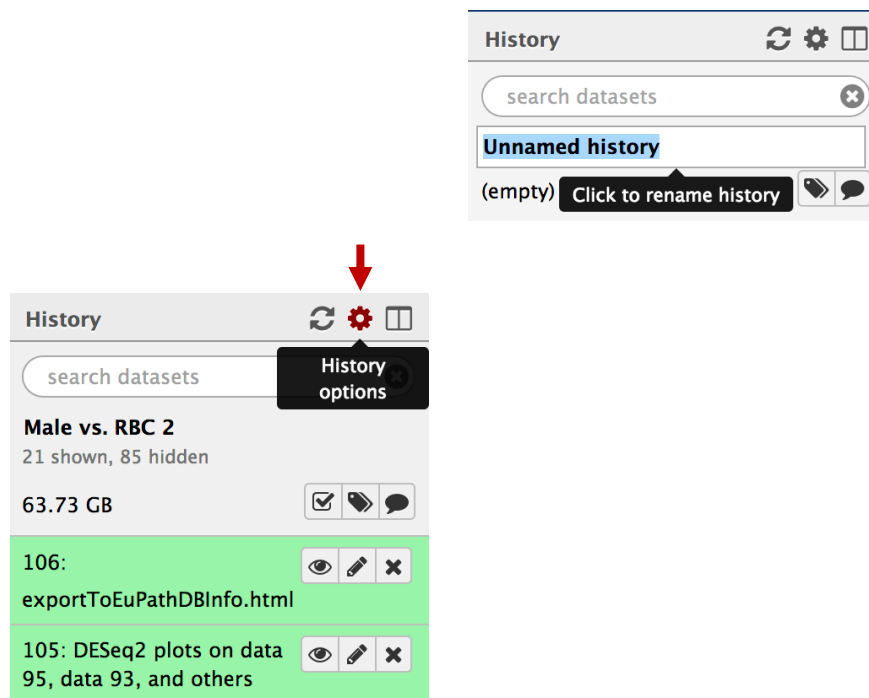 History
search datasets
Unnamed history
(empty)
Click to rename history
History
search datasets
History
options
Male vs. RBC 2
21 shown, 85 hidden
63.73 GB
106:
exportToEuPathDBInfo.html
105: DESeq2 plots on data
95, data 93, and others